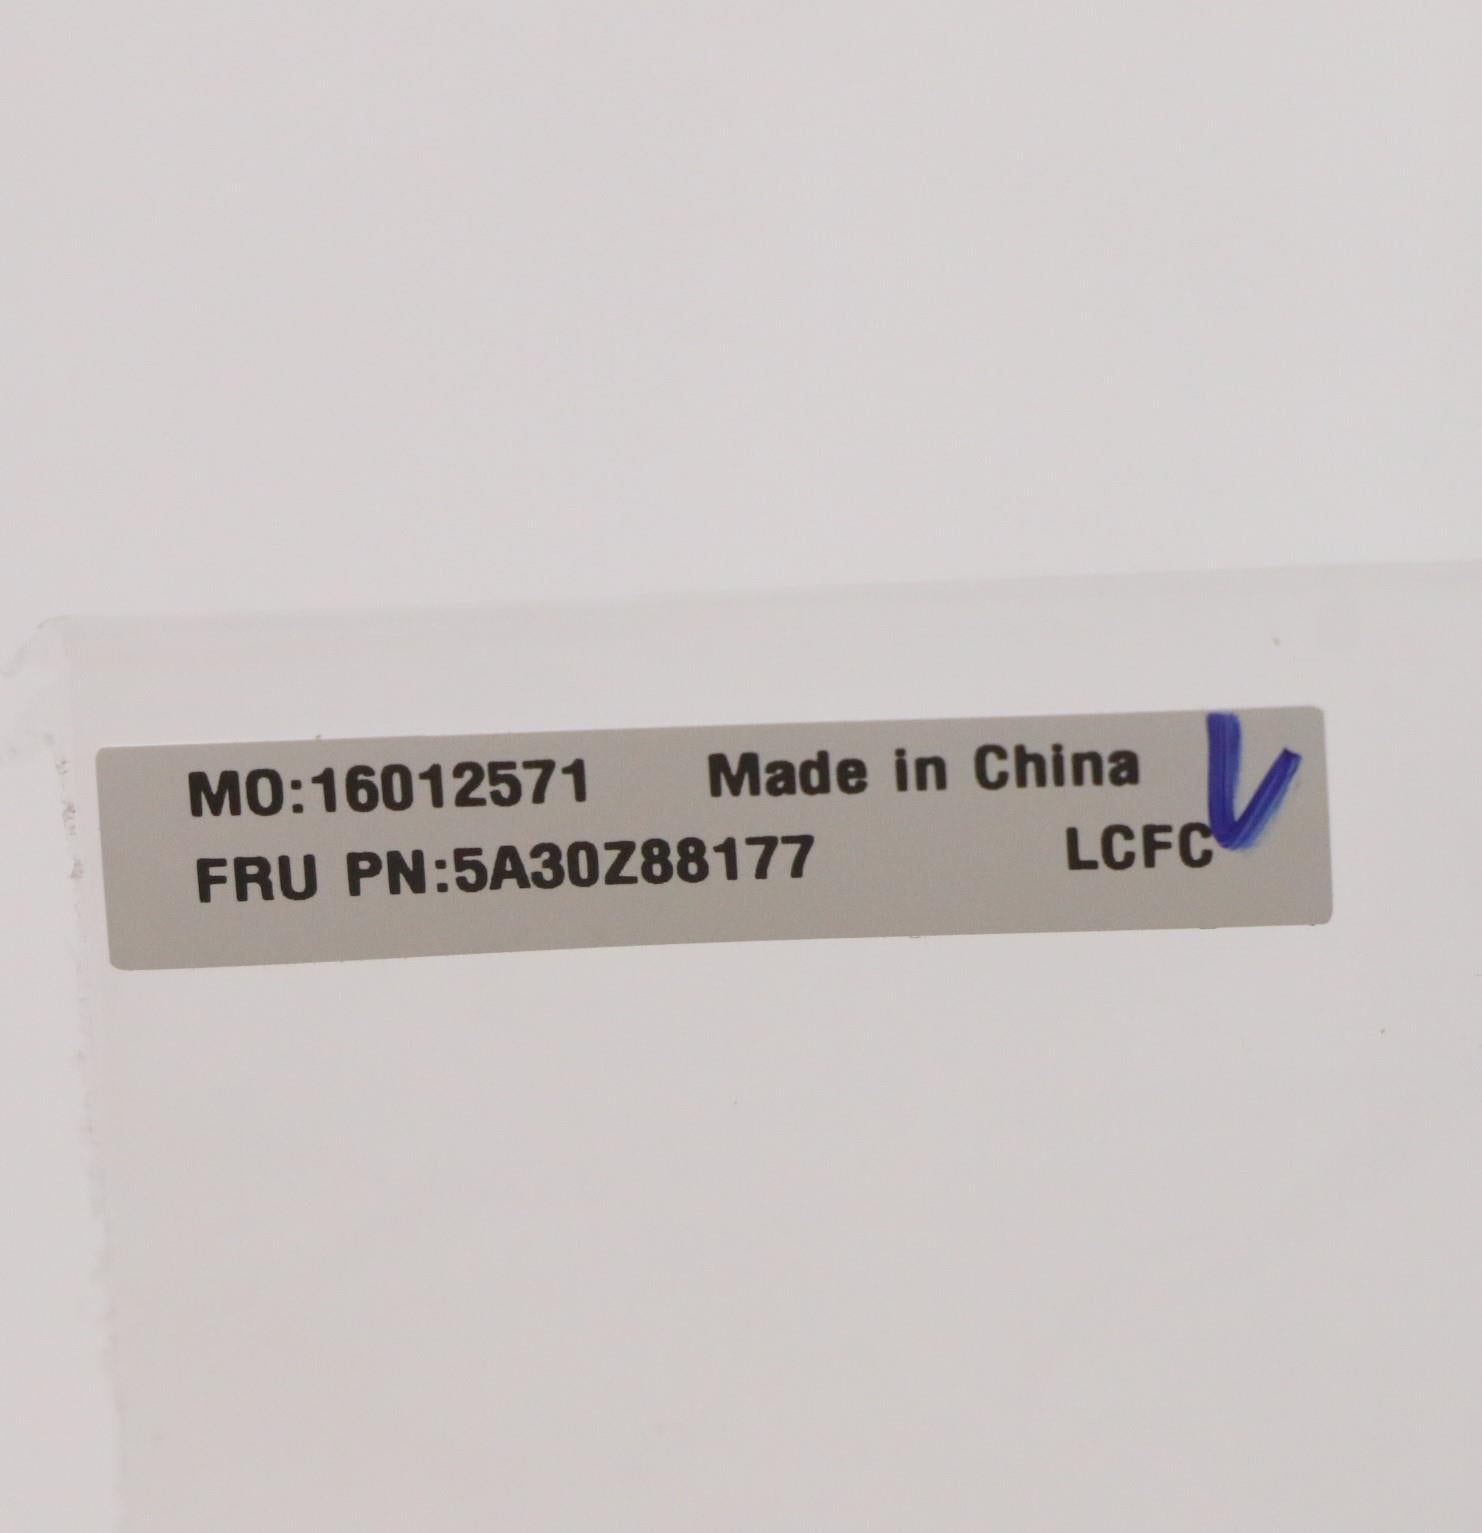 MO:16012571 Made in China
FRU PN:5A30Z88177 LCFC